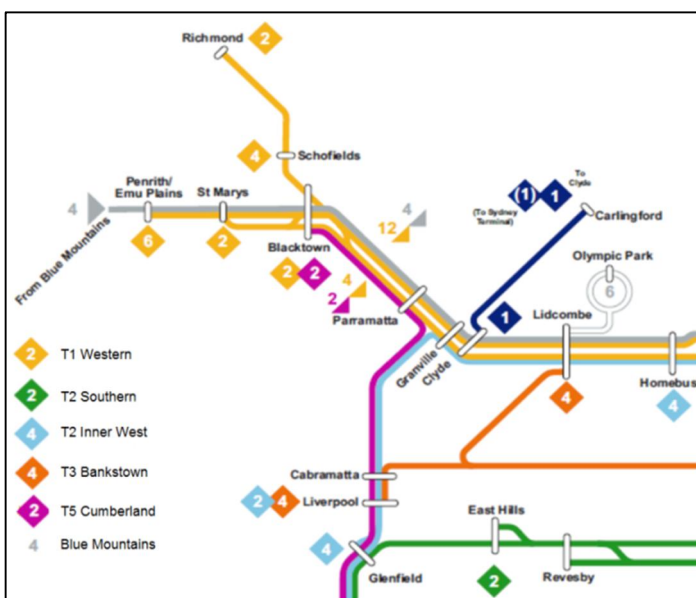 Richmond 2
4 Schofields
Penrith/
Emu Plains
St Marys
4
From Blue Mountains
6
2
Blacktown
2 2
4
12
4
2
Parramatta
(1) 1
To
Clyde
(To Sydney
Terminal)
Carlingford
Olympic Park
6
1
Lidcombe
Granville
Clyde
4
Homebus
4
2 T1 Western
2 T2 Southern
4 T2 Inner West
4 T3 Bankstown
2 T5 Cumberland
4 Blue Mountains
Cabramatta
2 4 Liverpool
4
Glenfield
East Hills
2
Revesby